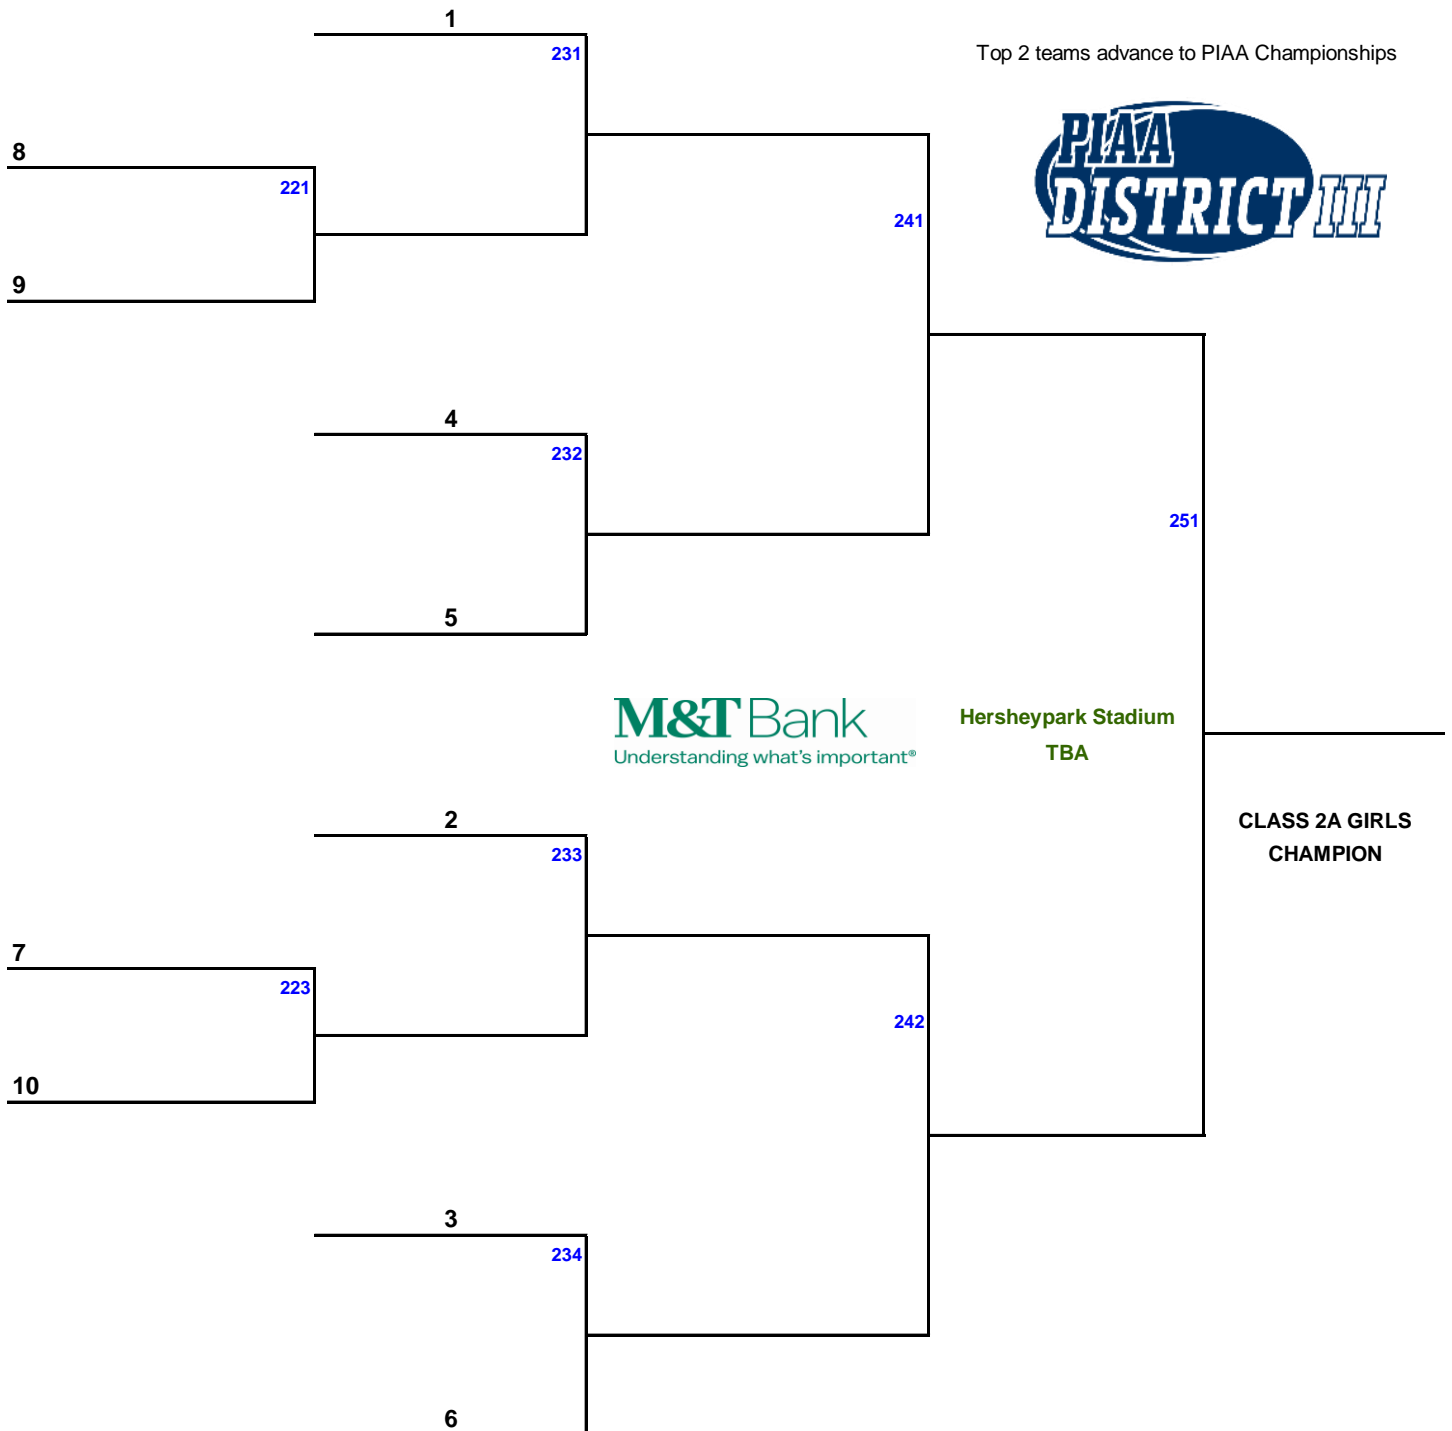 1
231
Top 2 teams advance to PIAA Championships
PIAA
DISTRICT III
8
221
241
9
4
232
251
5
M&T Bank
Understanding what's important®
Hersheypark Stadium
TBA
2
233
CLASS 2A GIRLS
CHAMPION
7
223
242
10
3
234
6